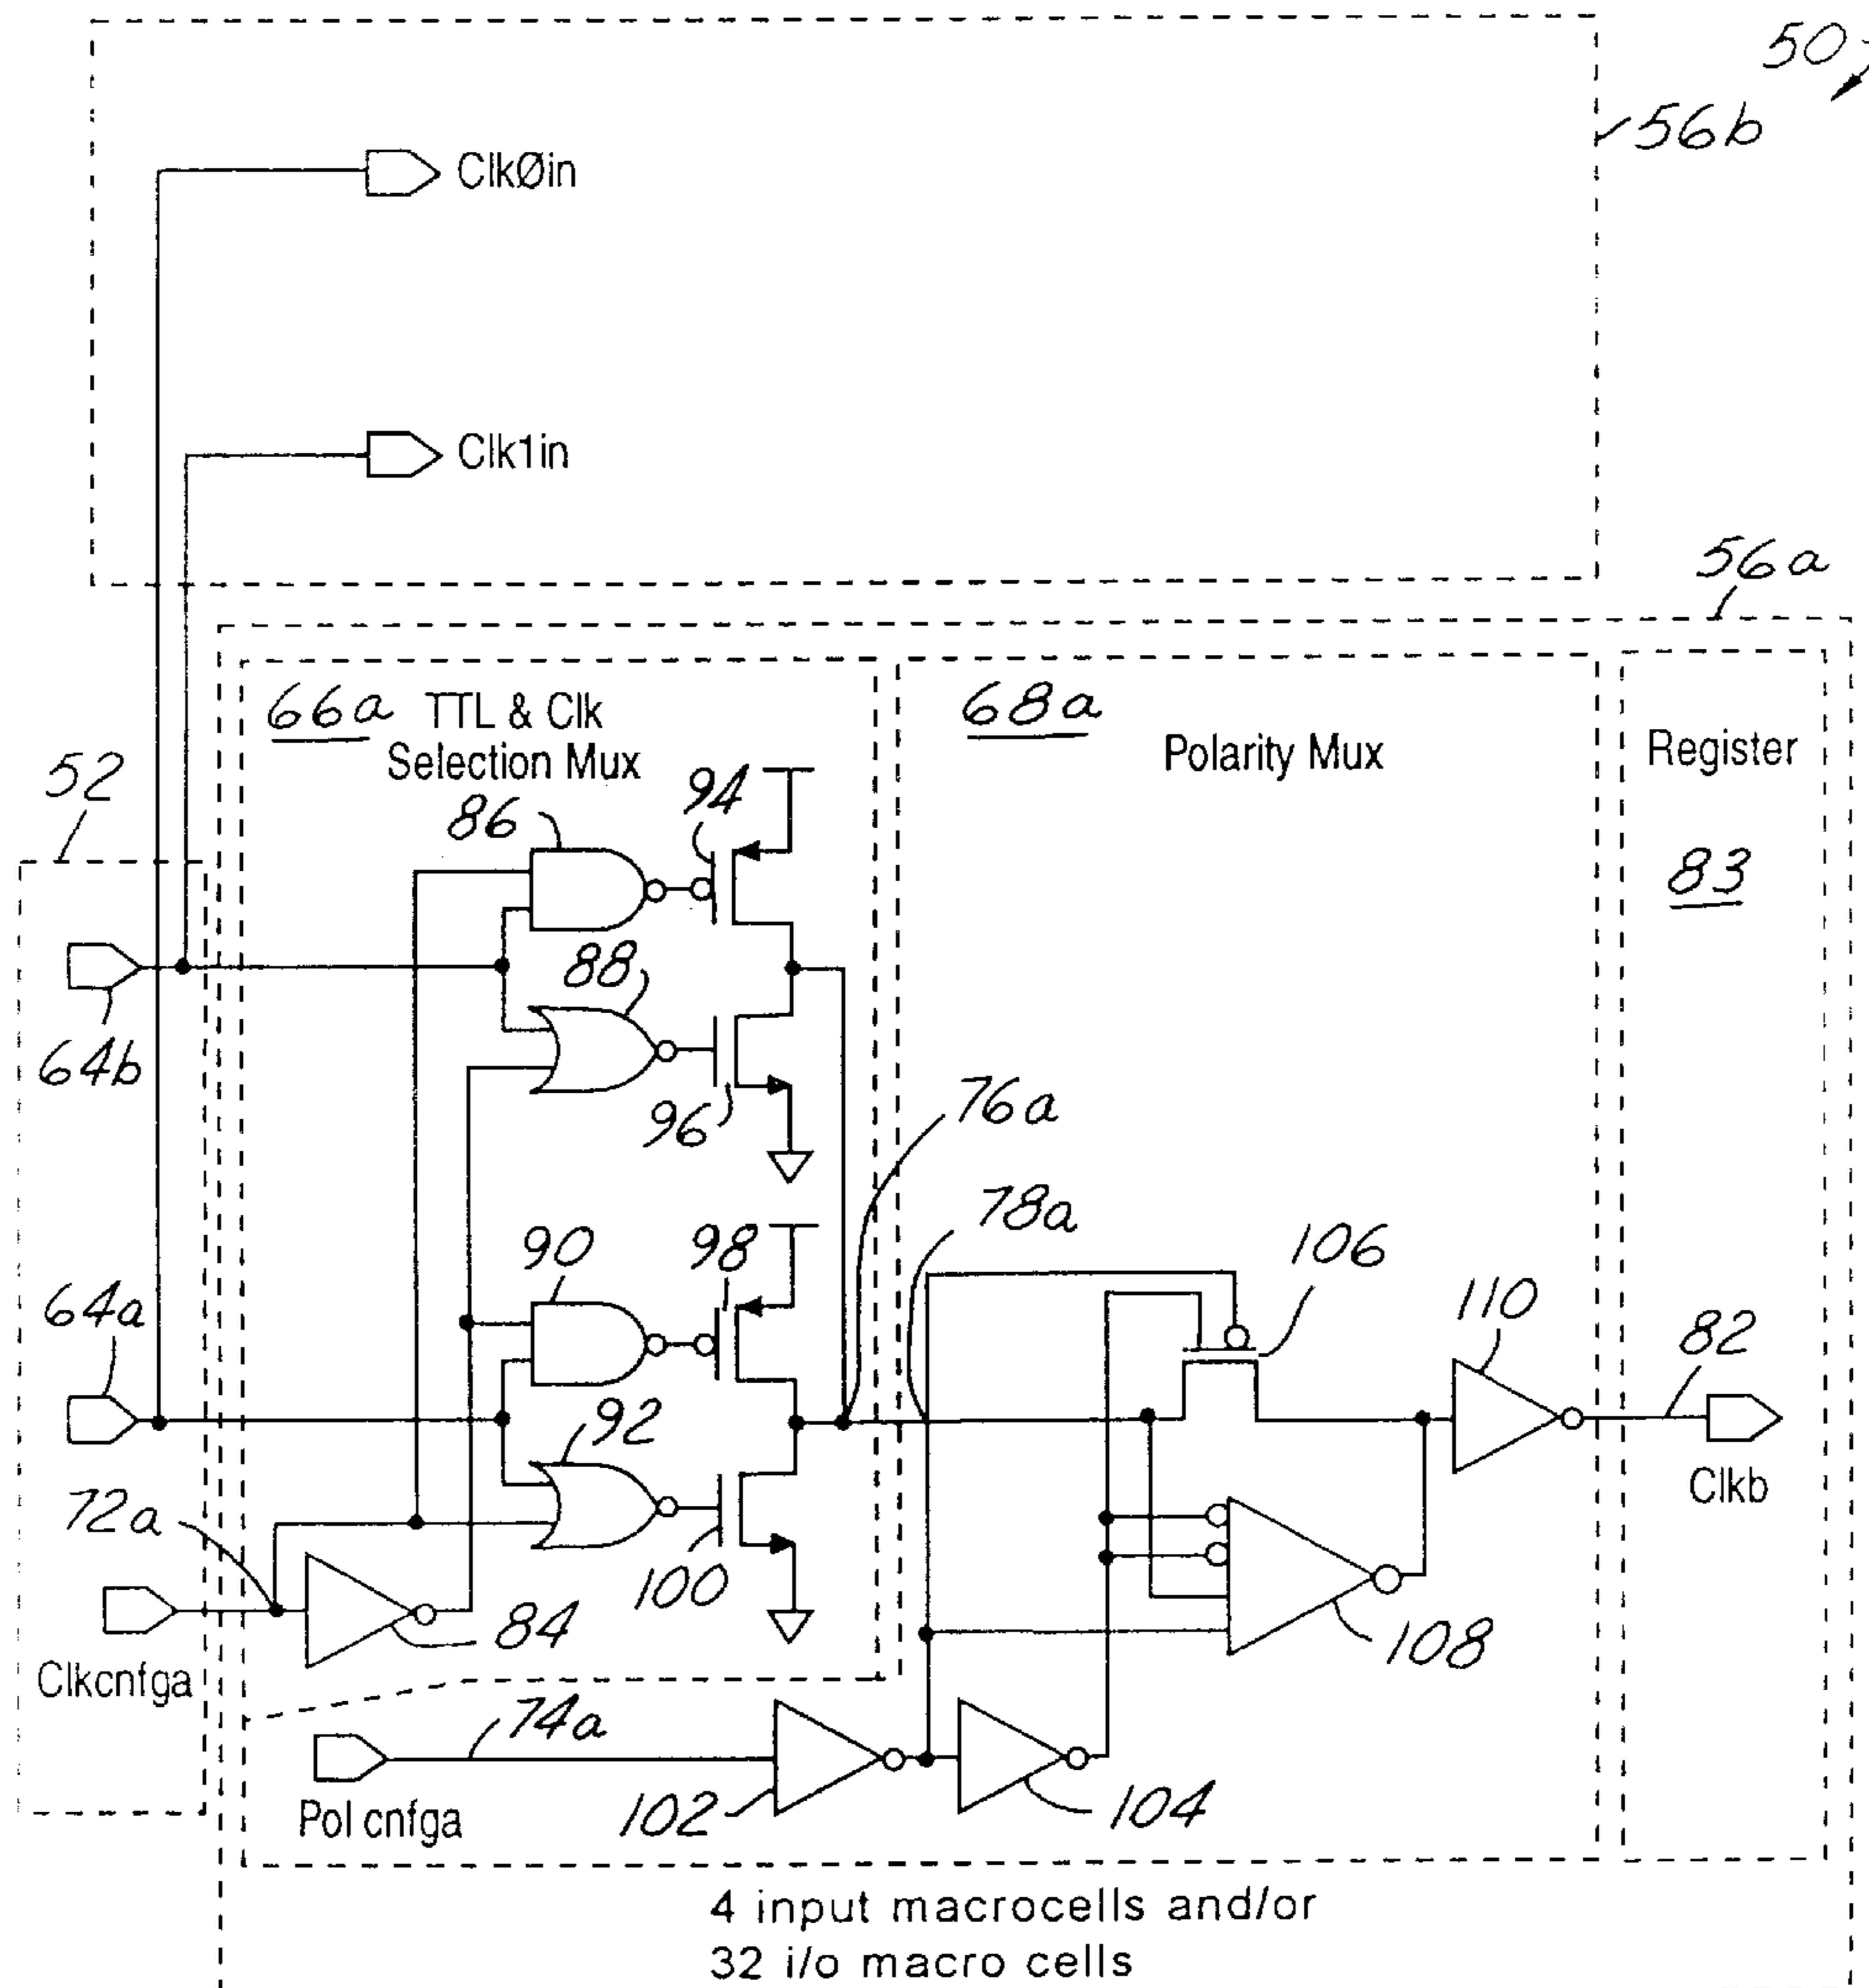 50
56b
ClkØin
Clk1in
56a
66a TTL & Clk
Selection Mux
68a
Polarity Mux
Register
83
52
86
94
88
64b
96
76a
78a
90
98
106
110
82
64a
92
72a
100
Clkb
84
108
Clkcnfga
74a
Pol cnfga
102
104
4 input macrocells and/or
32 i/o macro cells